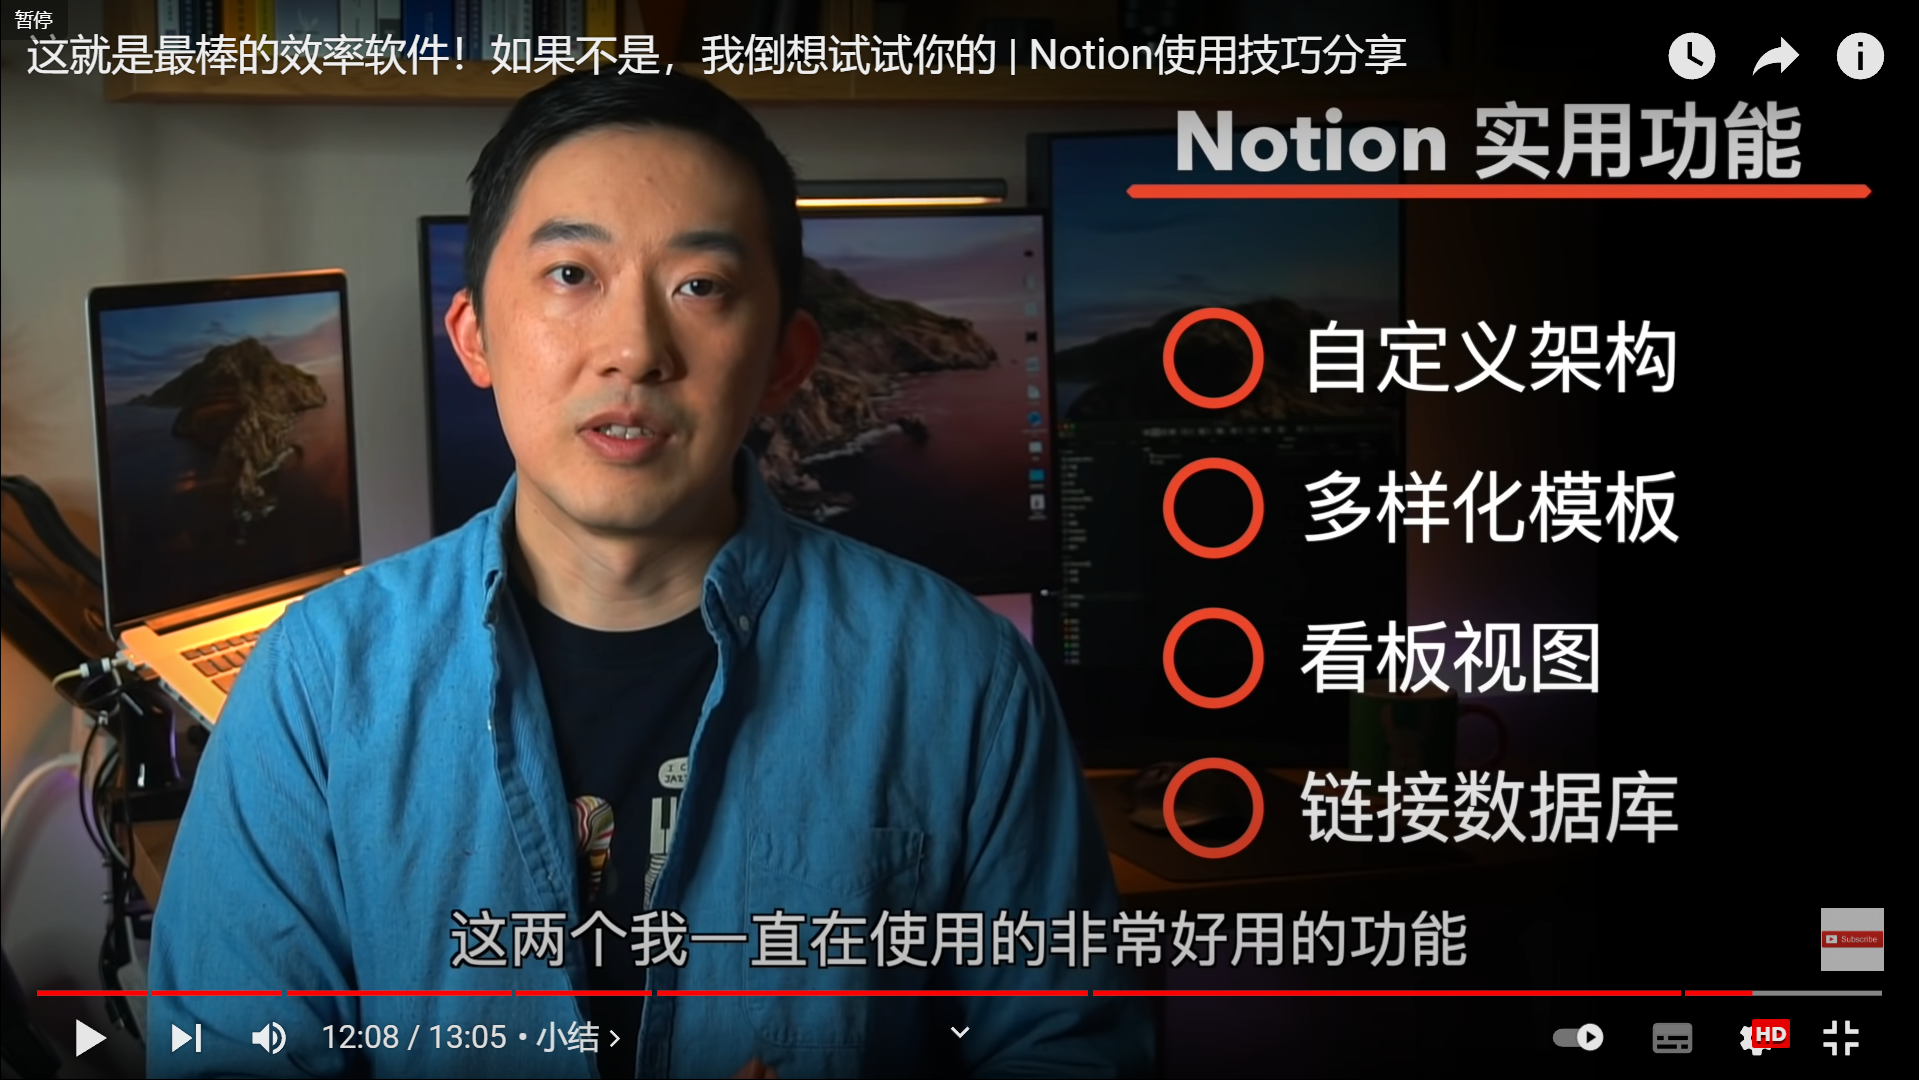 暂停
这就是最棒的效率软件！如果不是，我倒想试试你的 | Notion使用技巧分享
Notion 实用功能
自定义架构
多样化模板
看板视图
链接数据库
这两个我一直在使用的非常好用的功能
Subscribe
12:08 / 13:05 • 小结 ›
HD